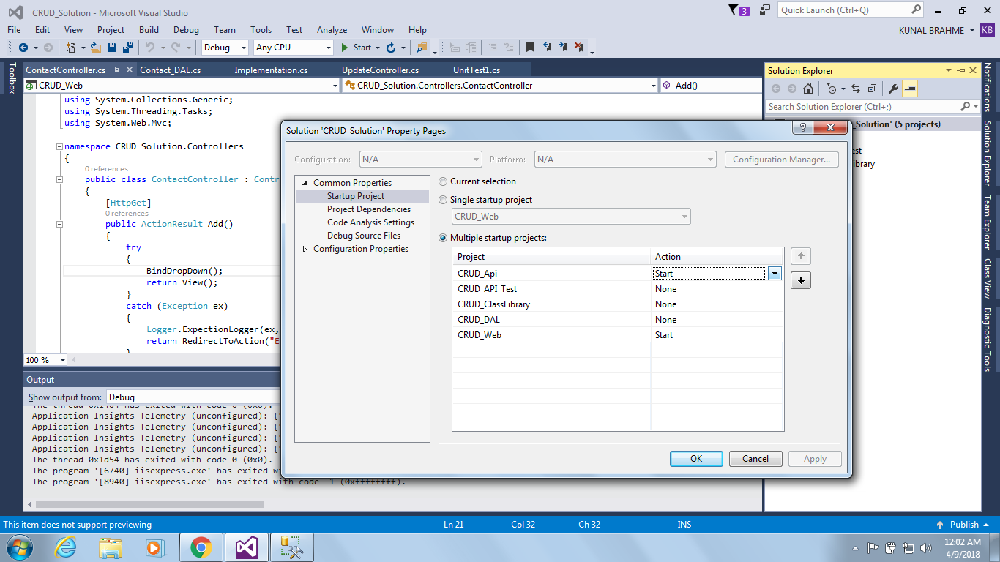 CRUD_Solution - Microsoft Visual Studio
3
Quick Launch (Ctrl+Q)
File Edit View Project Build Debug Team Tools Test Analyze Window Help
KUNAL BRAHME KB
Debug Any CPU Start
Toolbox
ContactController.cs Contact_DAL.cs Implementation.cs UpdateController.cs UnitTest1.cs
CRUD_Web CRUD_Solution.Controllers.ContactController Add()
using System.Collections.Generic;
using System.Threading.Tasks;
using System.Web.Mvc;
namespace CRUD_Solution.Controllers
{
0 references
public class ContactController : Contr
{
[HttpGet]
0 references
public ActionResult Add()
{
try
{
BindDropDown();
return View();
}
catch (Exception ex)
{
Logger.ExpectionLogger(ex,
return RedirectToAction("E
}
100 %
Output
Show output from: Debug
Application Insights Telemetry (unconfigured): {"
Application Insights Telemetry (unconfigured): {"
Application Insights Telemetry (unconfigured): {"
Application Insights Telemetry (unconfigured): {"
The thread 0x1d54 has exited with code 0 (0x0).
The program '[6740] iisexpress.exe' has exited wi
The program '[8940] iisexpress.exe' has exited with code -1 (0xffffffff).
Solution 'CRUD_Solution' Property Pages
Configuration: N/A Platform: N/A Configuration Manager...
Common Properties
Startup Project
Project Dependencies
Code Analysis Settings
Debug Source Files
Configuration Properties
Current selection
Single startup project
CRUD_Web
Multiple startup projects:
Project Action
CRUD_Api Start
CRUD_API_Test None
CRUD_ClassLibrary None
CRUD_DAL None
CRUD_Web Start
OK Cancel Apply
Solution Explorer
Search Solution Explorer (Ctrl+;)
_Solution' (5 projects)
est
ibrary
Notifications
Solution Explorer
Team Explorer
Class View
Diagnostic Tools
This item does not support previewing Ln 21 Col 32 Ch 32 INS Publish
12:02 AM
4/9/2018